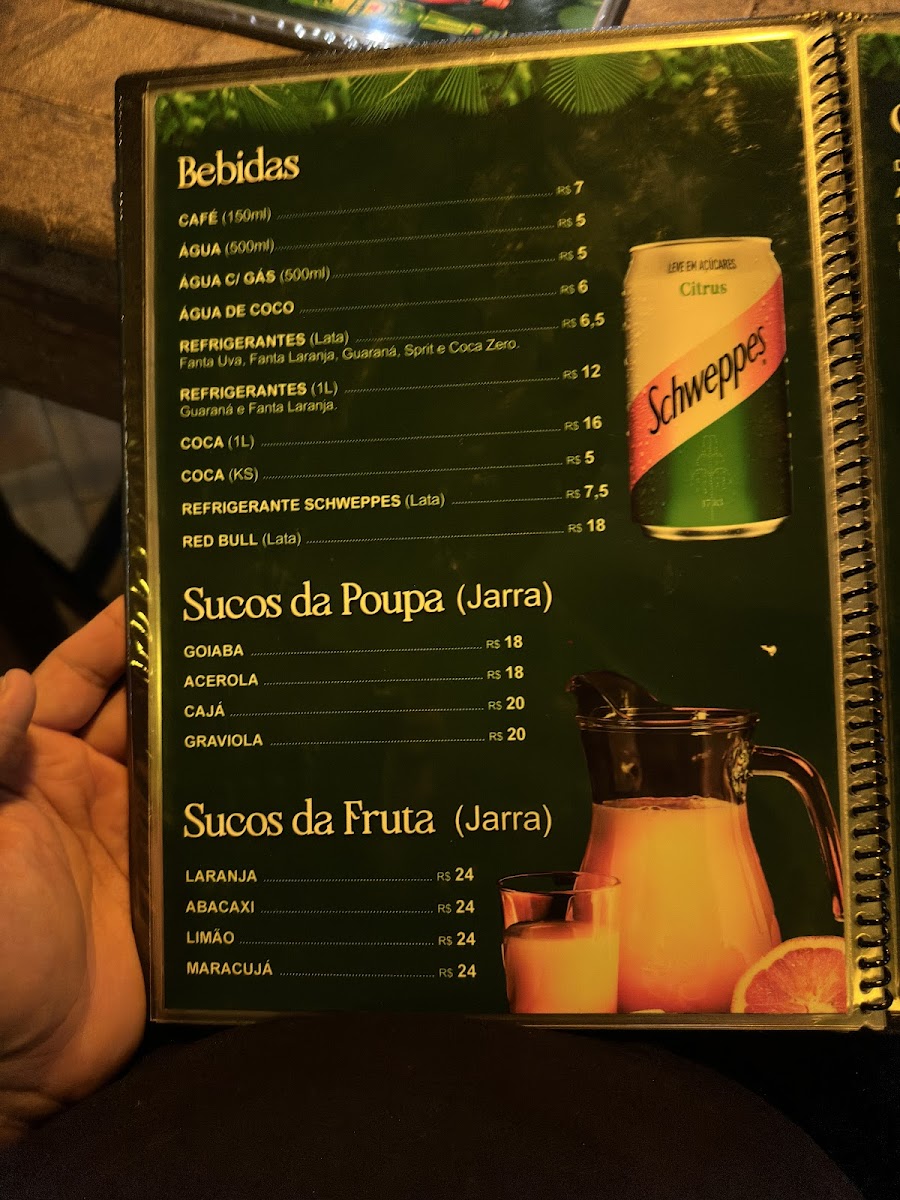 Bebidas
CAFÉ (150ml) R$ 7
ÁGUA (500ml) R$ 5
ÁGUA C/ GÁS (500ml) R$ 5
ÁGUA DE COCO R$ 6
REFRIGERANTES (Lata) R$ 6,5
Fanta Uva, Fanta Laranja, Guaraná, Sprit e Coca Zero.
REFRIGERANTES (1L) R$ 12
Guaraná e Fanta Laranja.
COCA (1L) R$ 16
COCA (KS) R$ 5
REFRIGERANTE SCHWEPPES (Lata) R$ 7,5
RED BULL (Lata) R$ 18
LEVE EM AÇÚCARES
Citrus
Schweppes
1783
Sucos da Poupa (Jarra)
GOIABA R$ 18
ACEROLA R$ 18
CAJÁ R$ 20
GRAVIOLA R$ 20
Sucos da Fruta (Jarra)
LARANJA R$ 24
ABACAXI R$ 24
LIMÃO R$ 24
MARACUJÁ R$ 24